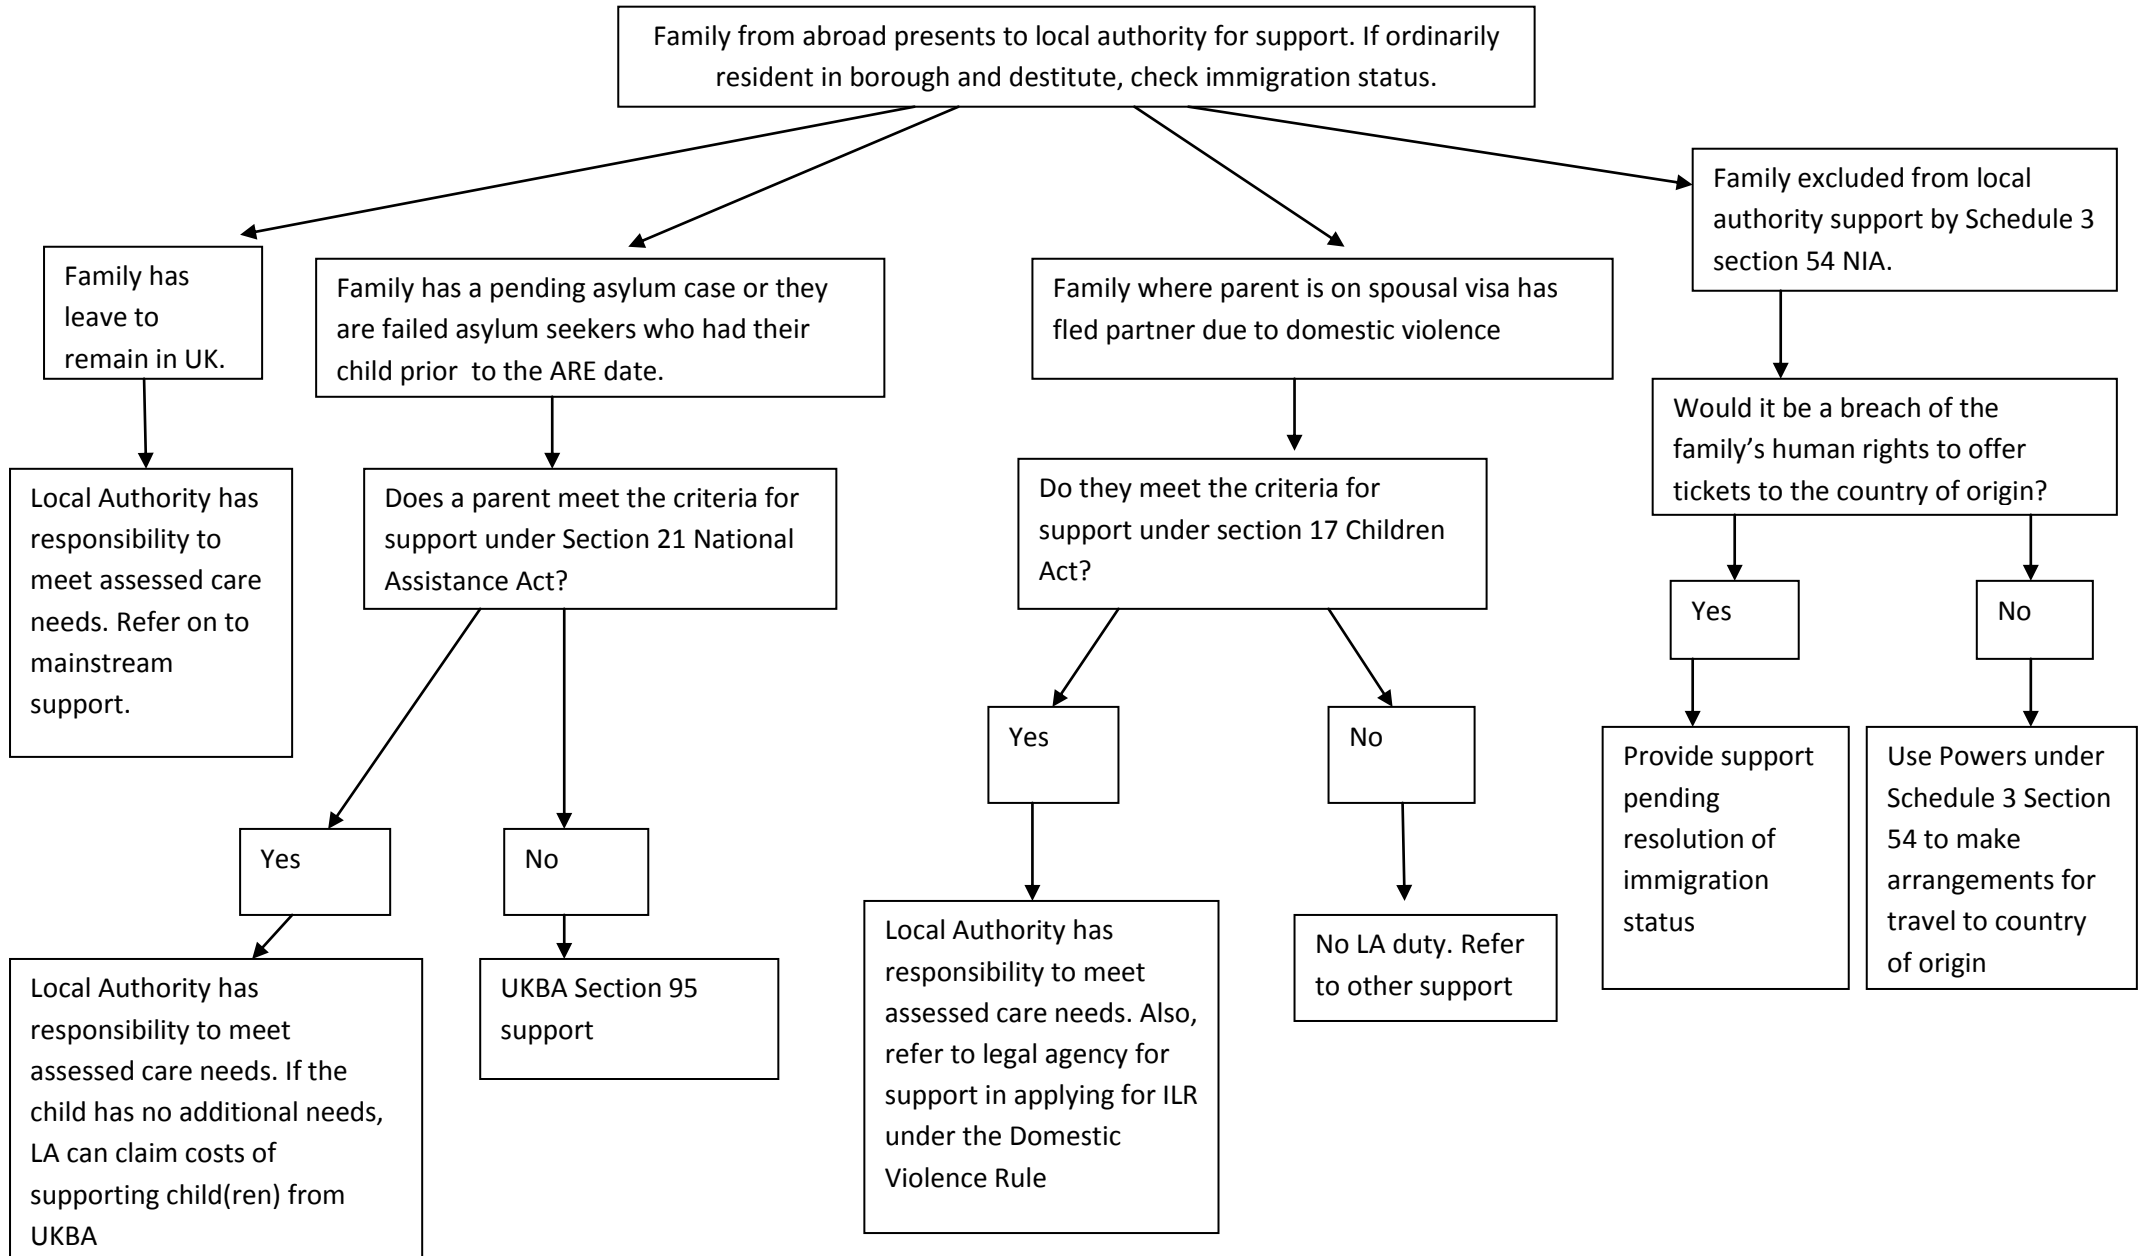 Family from abroad presents to local authority for support. If ordinarily
resident in borough and destitute, check immigration status.
Family has
leave to
remain in UK.
Local Authority has
responsibility to
meet assessed care
needs. Refer on to
mainstream
support.
Family has a pending asylum case or they
are failed asylum seekers who had their
child prior to the ARE date.
Does a parent meet the criteria for
support under Section 21 National
Assistance Act?
Yes
Local Authority has
responsibility to meet
assessed care needs. If the
child has no additional needs,
LA can claim costs of
supporting child(ren) from
UKBA
No
UKBA Section 95
support
Family where parent is on spousal visa has
fled partner due to domestic violence
Do they meet the criteria for
support under section 17 Children
Act?
Yes
Local Authority has
responsibility to meet
assessed care needs. Also,
refer to legal agency for
support in applying for ILR
under the Domestic
Violence Rule
No
No LA duty. Refer
to other support
Family excluded from local
authority support by Schedule 3
section 54 NIA.
Would it be a breach of the
family’s human rights to offer
tickets to the country of origin?
Yes
Provide support
pending
resolution of
immigration
status
No
Use Powers under
Schedule 3 Section
54 to make
arrangements for
travel to country
of origin